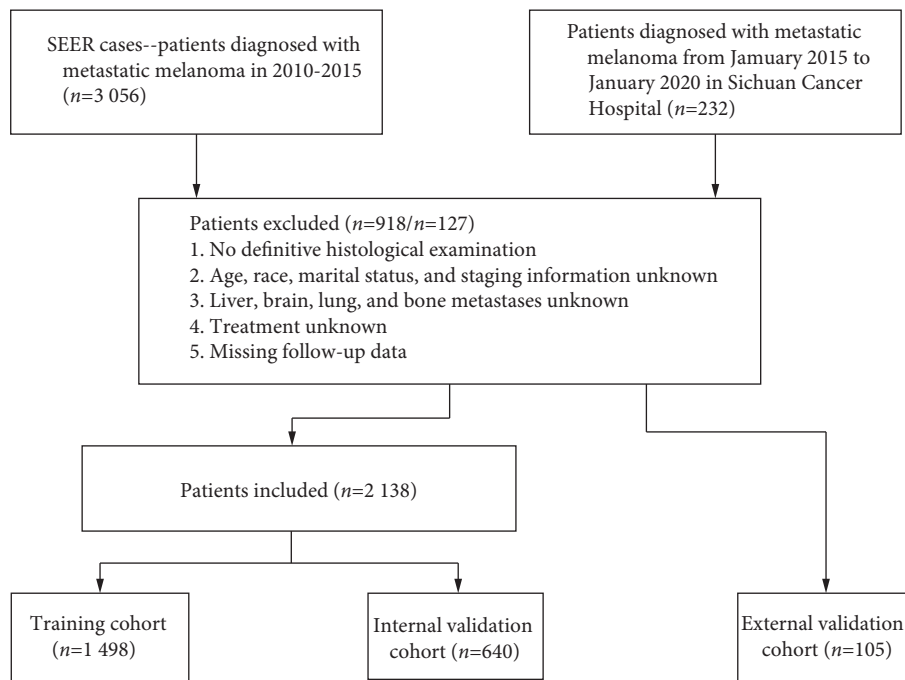 SEER cases--patients diagnosed with
metastatic melanoma in 2010-2015
(n=3 056)
Patients diagnosed with metastatic
melanoma from Jamuary 2015 to
January 2020 in Sichuan Cancer
Hospital (n=232)
Patients excluded (n=918/n=127)
1. No definitive histological examination
2. Age, race, marital status, and staging information unknown
3. Liver, brain, lung, and bone metastases unknown
4. Treatment unknown
5. Missing follow-up data
Patients included (n=2 138)
Training cohort
(n=1 498)
Internal validation
cohort (n=640)
External validation
cohort (n=105)